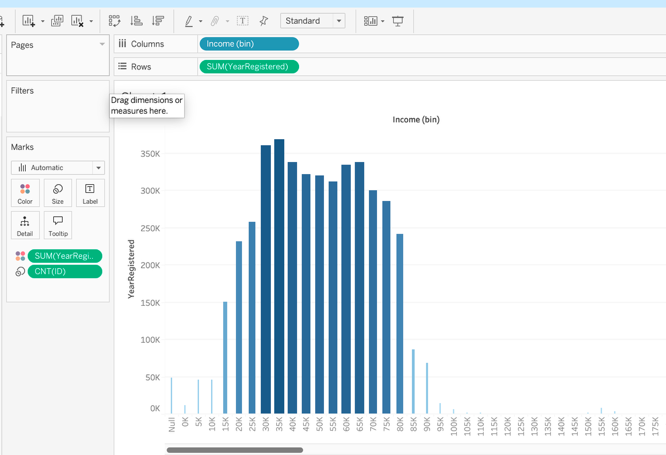 Standard
Pages
Columns
Income (bin)
Rows
SUM(YearRegistered)
Filters
Drag dimensions or
measures here.
Income (bin)
Marks
Automatic
Color
Size
Label
Detail
Tooltip
SUM(YearRegi..
CNT(ID)
YearRegistered
350K
300K
250K
200K
150K
100K
50K
0K
Null
0K
5K
10K
15K
20K
25K
30K
35K
40K
45K
50K
55K
60K
65K
70K
75K
80K
85K
90K
95K
100K
105K
110K
115K
120K
125K
130K
135K
140K
145K
150K
155K
160K
165K
170K
175K